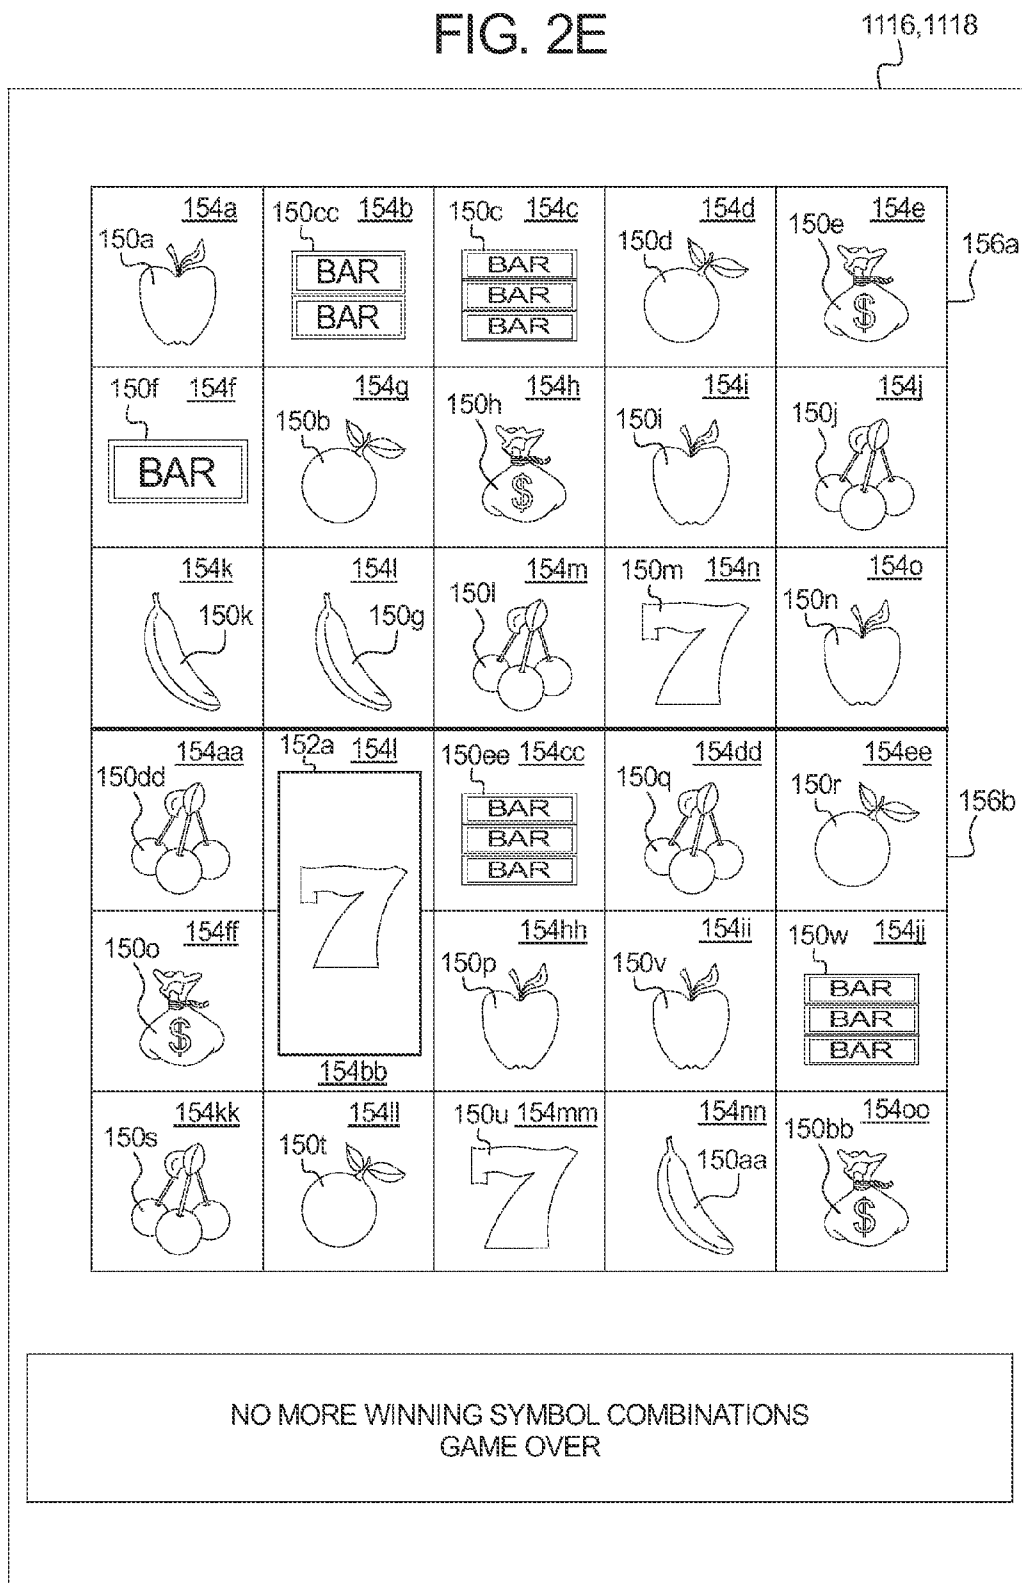 FIG. 2E
1116,1118
154a 150cc 154b 150c 154c 154d 154e
150a 150d 150e 156a
BAR BAR
BAR BAR $
BAR
150f 154f 154g 154h 154i 154j
150b 150h 150i 150j
BAR $
154k 154l 154m 150m 154n 154o
150k 150g 150l 7 150n
154aa 152a 154l 150ee 154cc 154dd 154ee
150dd 150q 150r 156b
BAR
BAR
BAR
7
154ff 154hh 154ii 150w 154jj
150o 150p 150v
$ BAR
BAR
BAR
154bb
154kk 154ll 150u 154mm 154nn 154oo
150s 150t 7 150aa 150bb
$
NO MORE WINNING SYMBOL COMBINATIONS
GAME OVER